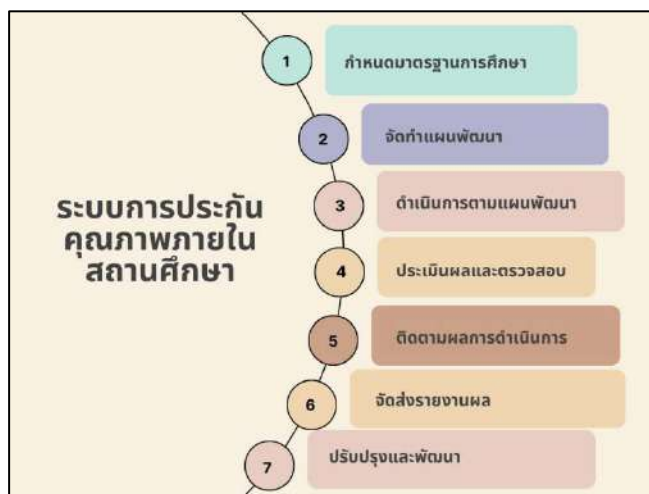 ระบบการประกัน
คุณภาพภายใน
สถานศึกษา
1 กำหนดมาตรฐานการศึกษา
2 จัดทำแผนพัฒนา
3 ดำเนินการตามแผนพัฒนา
4 ประเมินผลและตรวจสอบ
5 ติดตามผลการดำเนินการ
6 จัดส่งรายงานผล
7 ปรับปรุงและพัฒนา